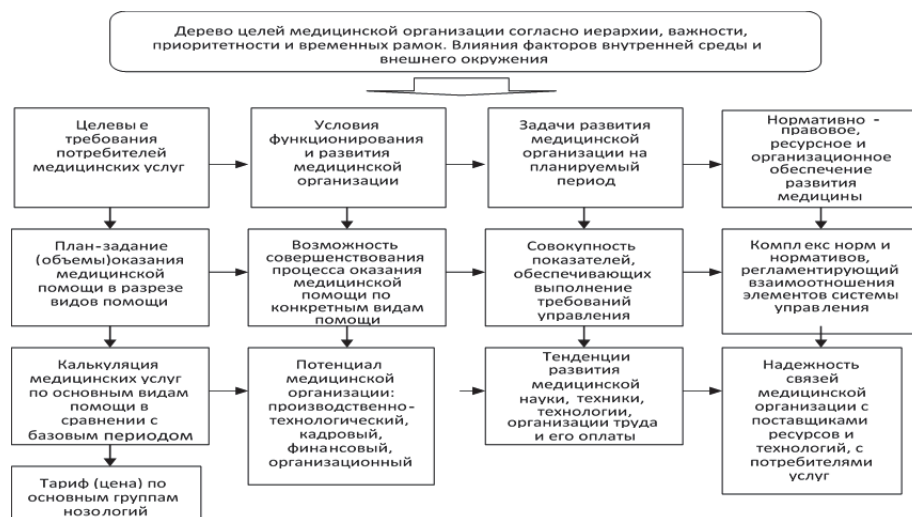 Дерево целей медицинской организации согласно иерархии, важности,
приоритетности и временных рамок. Влияния факторов внутренней среды и
внешнего окружения
Целевы е
требования
потребителей
медицинских услуг
Условия
функционирования
и развития
медицинской
организации
Задачи развития
медицинской
организации на
планируемый
период
Нормативно -
правовое,
ресурсное и
организационное
обеспечение
развития
медицины
План-задание
(объемы)оказания
медицинской
помощи в разрезе
видов помощи
Возможность
совершенствования
процесса оказания
медицинской
помощи по
конкретным видам
помощи
Совокупность
показателей,
обеспечивающих
выполнение
требований
управления
Компл екс норм и
нормативов,
регламентирующий
взаимоотношения
элементов системы
управления
Калькуляция
медицинских услуг
по основным видам
помощи в
сравнении с
базовым периодом
Потенциал
медицинской
организации:
производственно-
технологический,
кадровый,
финансовый,
организационный
Тенденции
развития
медицинской
науки, техники,
технологии,
организации труда
и его оплаты
Надежность
связей
медицинской
организации с
поставщиками
ресурсов и
технологий, с
потребителями
услуг
Тариф (цена) по
основным группам
нозологий